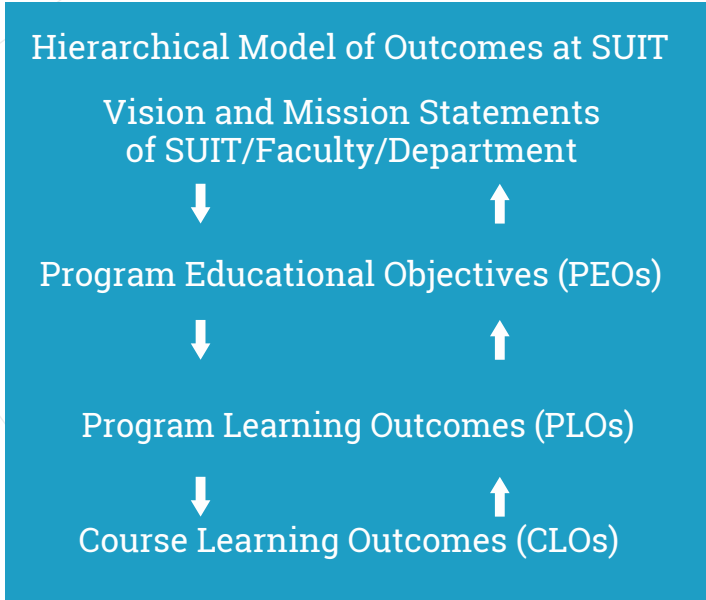 Hierarchical Model of Outcomes at SUIT
Vision and Mission Statements
of SUIT/Faculty/Department
Program Educational Objectives (PEOs)
Program Learning Outcomes (PLOs)
Course Learning Outcomes (CLOs)